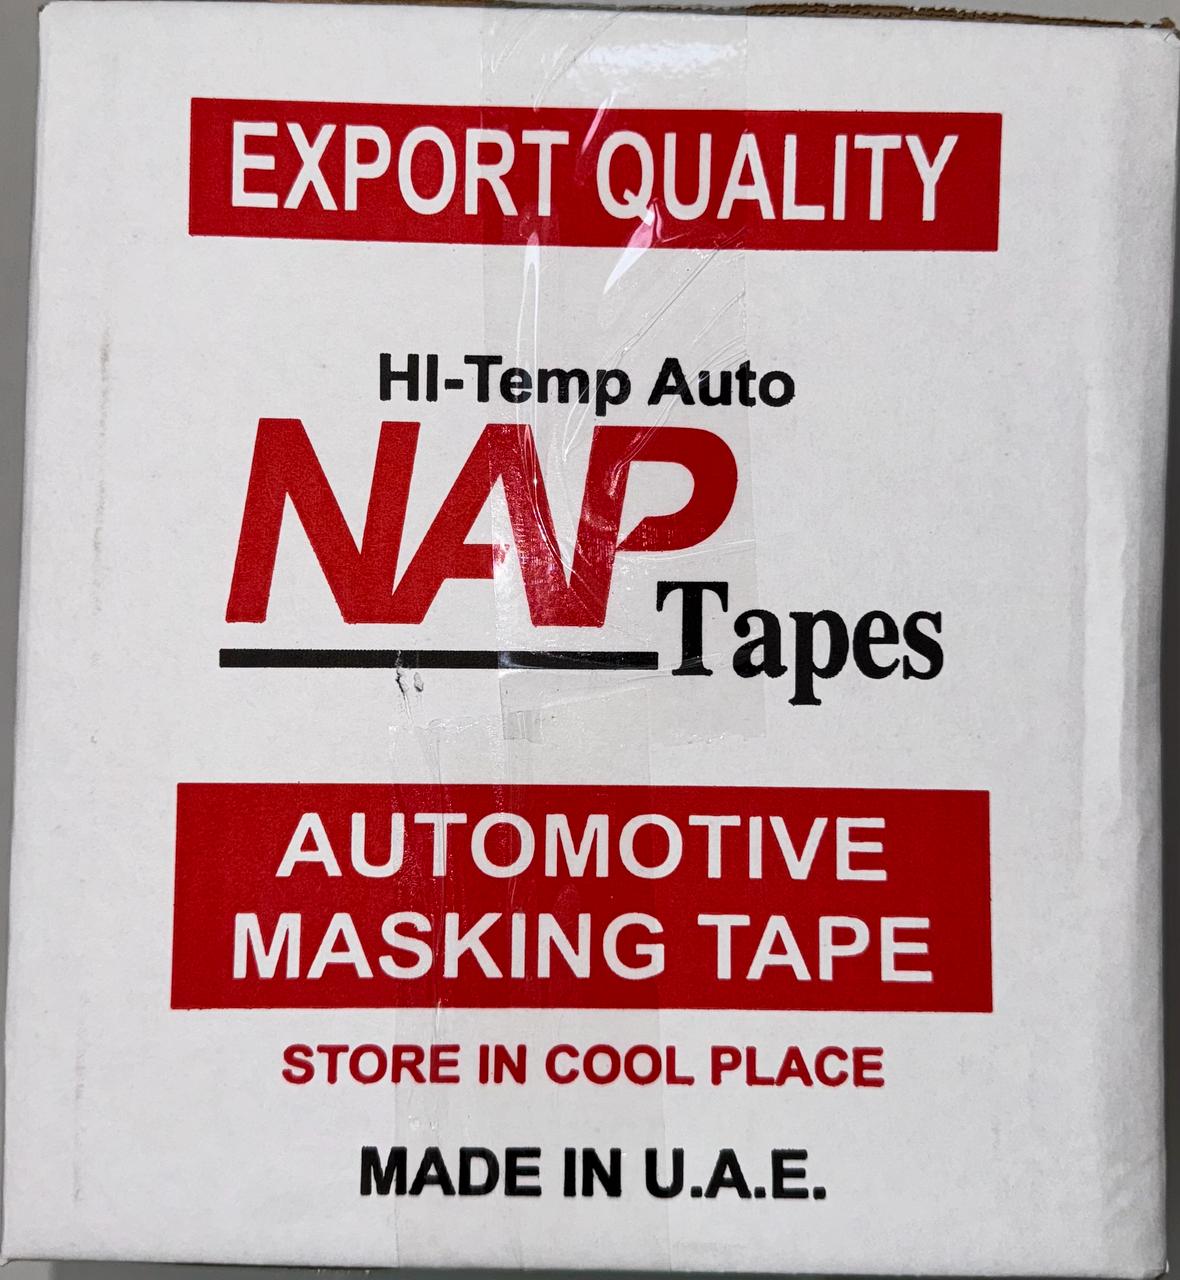 EXPORT QUALITY
HI-Temp Auto
NAP Tapes
AUTOMOTIVE
MASKING TAPE
STORE IN COOL PLACE
MADE IN U.A.E.